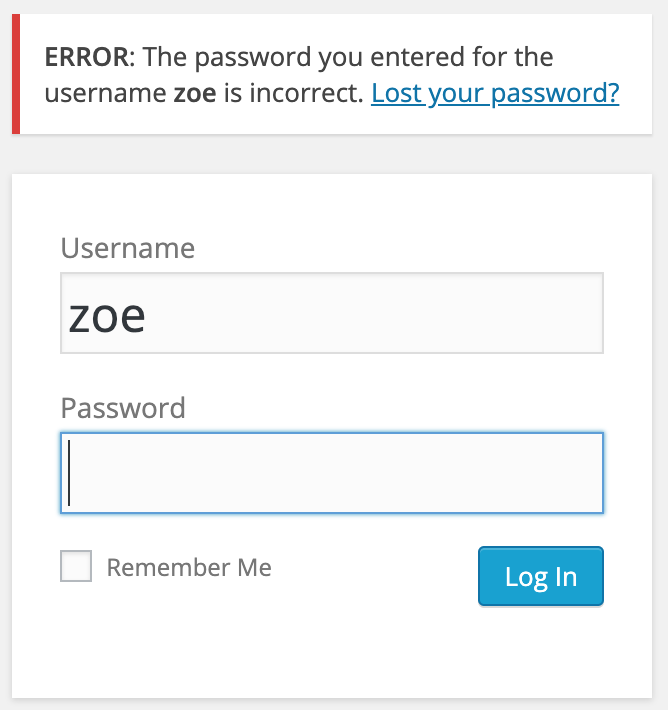 ERROR: The password you entered for the
username zoe is incorrect. Lost your password?
Username
zoe
Password
Remember Me
Log In